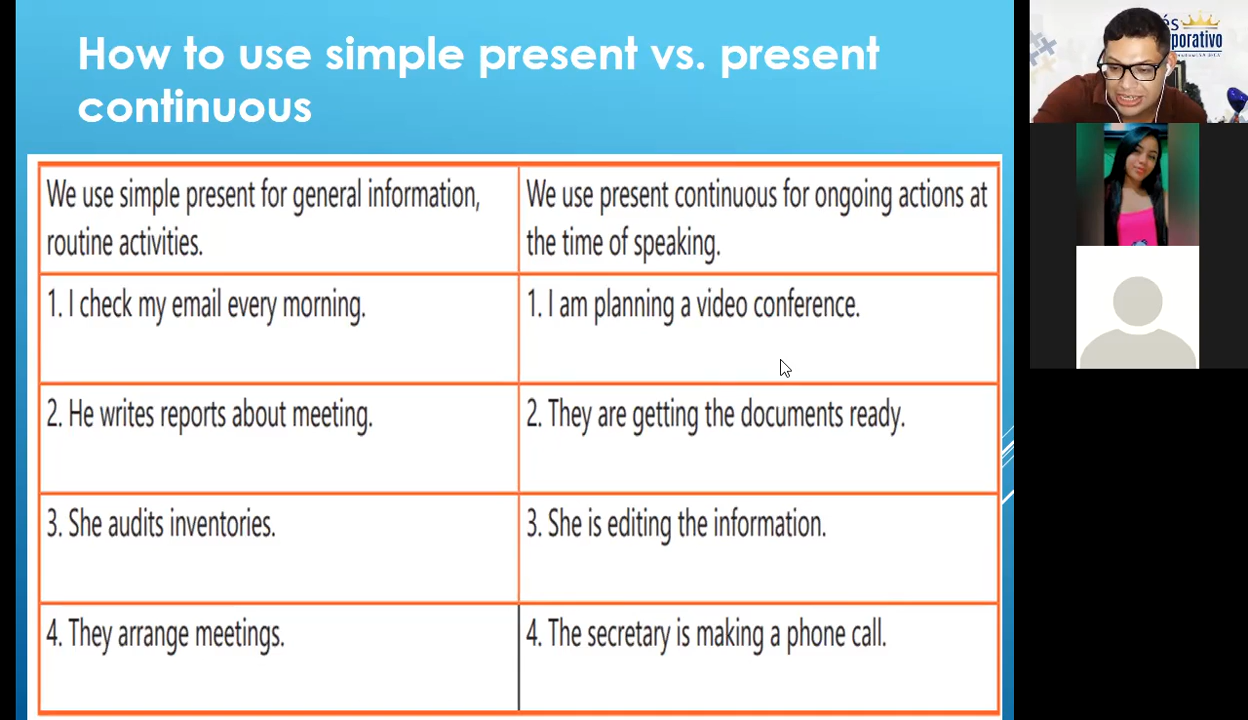 How to use simple present vs. present
continuous
We use simple present for general information,
routine activities.
We use present continuous for ongoing actions at
the time of speaking.
1. I check my email every morning.
1. I am planning a video conference.
2. He writes reports about meeting.
2. They are getting the documents ready.
3. She audits inventories.
3. She is editing the information.
4. They arrange meetings.
4. The secretary is making a phone call.
és
porativo